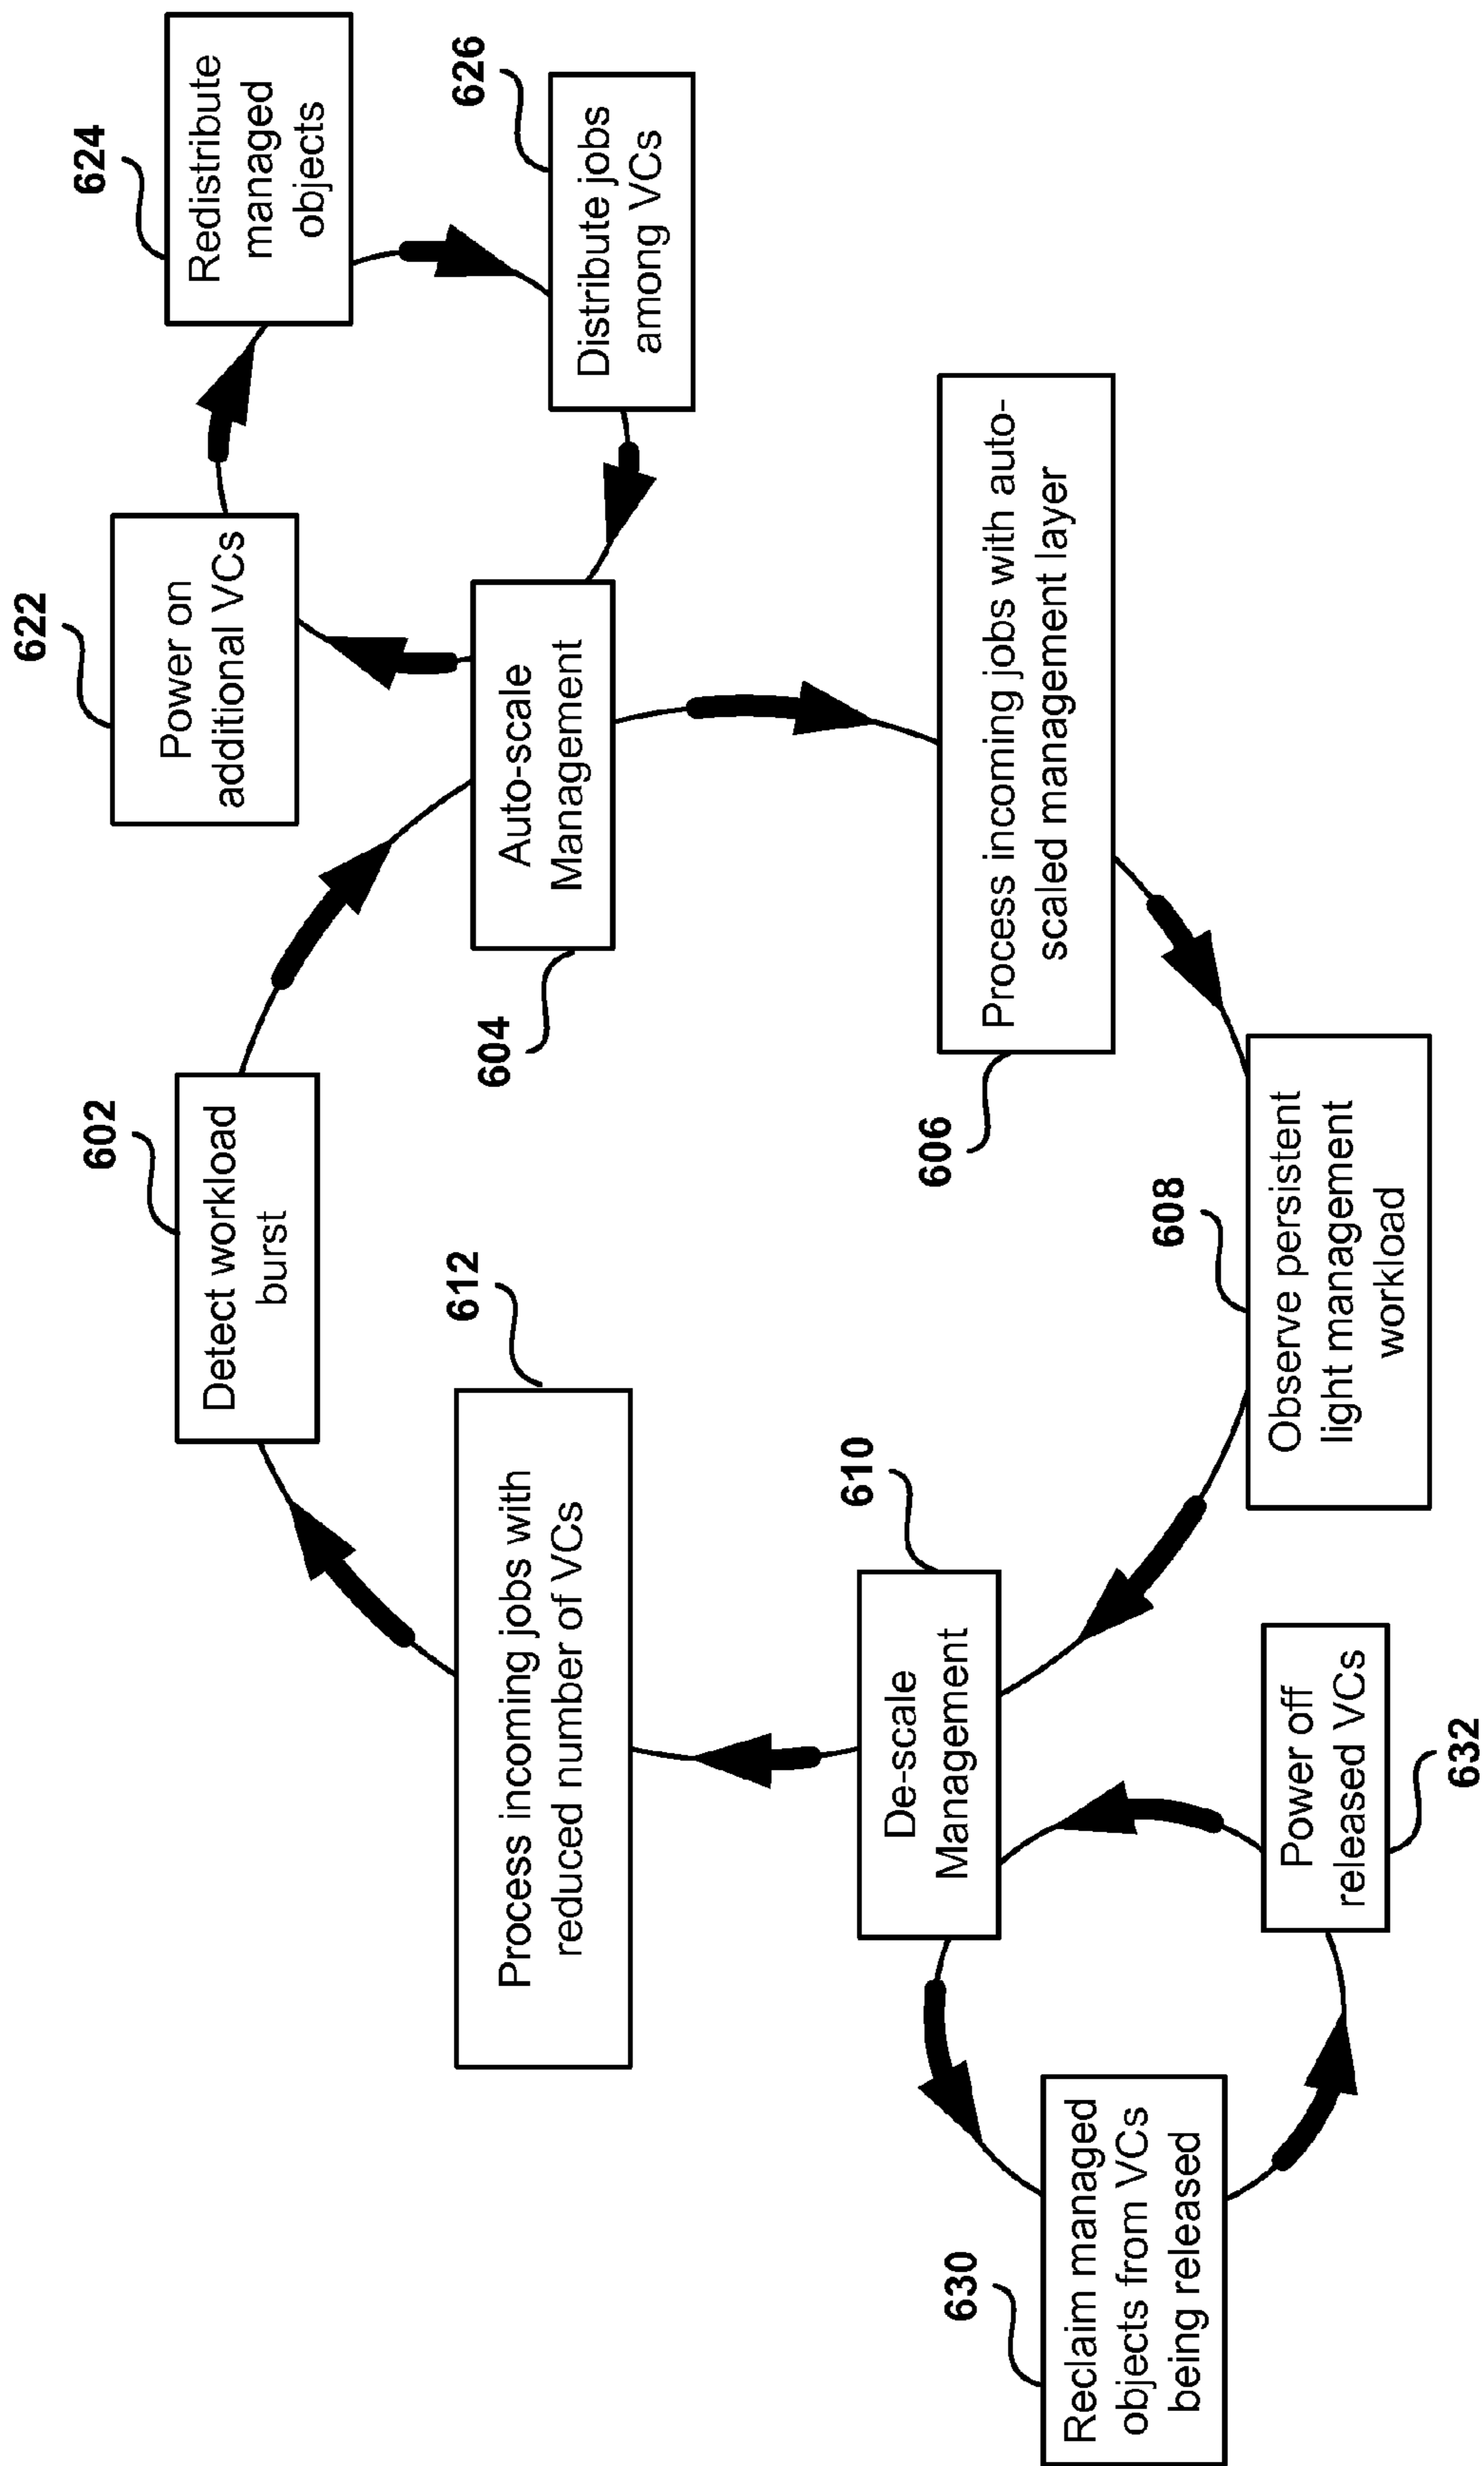 622
Power on
additional VCs
624
Redistribute
managed
objects
626
Distribute jobs
among VCs
602
Detect workload
burst
604
Auto-scale
Management
612
Process incoming jobs with
reduced number of VCs
606
Process incoming jobs with auto-
scaled management layer
610
De-scale
Management
608
Observe persistent
light management
workload
630
Reclaim managed
objects from VCs
being released
Power off
released VCs
632